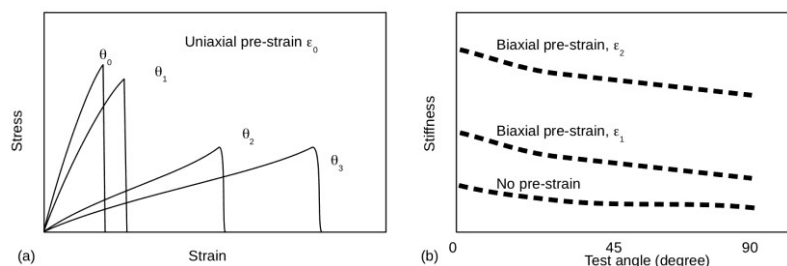 Uniaxial pre-strain ε₀
θ₀
θ₁
θ₂
θ₃
Stress
(a)
Strain
Biaxial pre-strain, ε₂
Biaxial pre-strain, ε₁
No pre-strain
Stiffness
0
45
90
(b)
Test angle (degree)